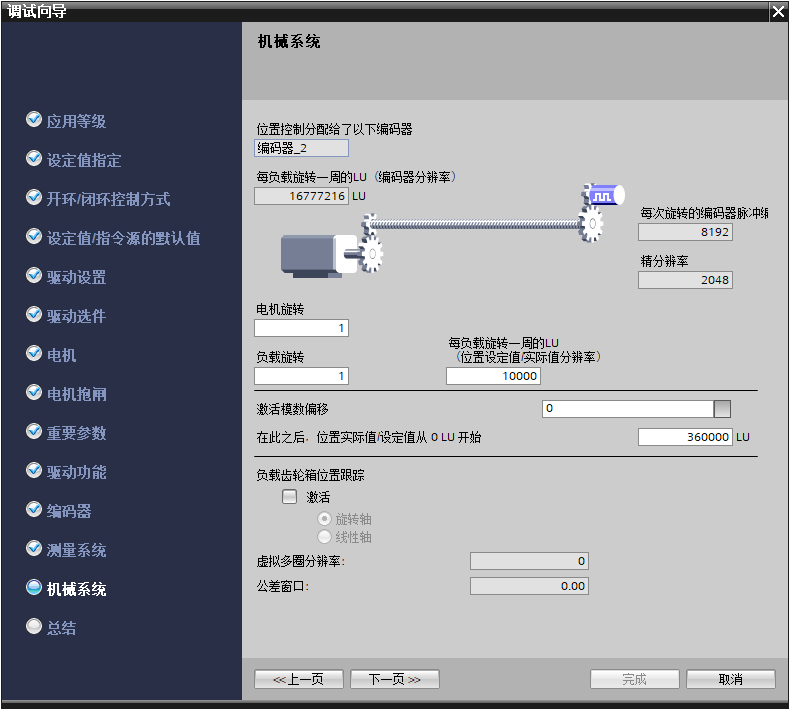 调试向导
机械系统
应用等级
设定值指定
开环/闭环控制方式
设定值/指令源的默认值
驱动设置
驱动选件
电机
电机抱闸
重要参数
驱动功能
编码器
测量系统
机械系统
总结
位置控制分配给了以下编码器
编码器_2
每负载旋转一周的LU（编码器分辨率）
16777216 LU
每次旋转的编码器脉冲编
8192
精分辨率
2048
电机旋转
1
负载旋转
1
每负载旋转一周的LU
（位置设定值/实际值分辨率）
10000
激活模数偏移
0
在此之后，位置实际值/设定值从 0 LU 开始
360000 LU
负载齿轮箱位置跟踪
激活
旋转轴
线性轴
虚拟多圈分辨率:
0
公差窗口:
0.00
<<上一页
下一页 >>
完成
取消